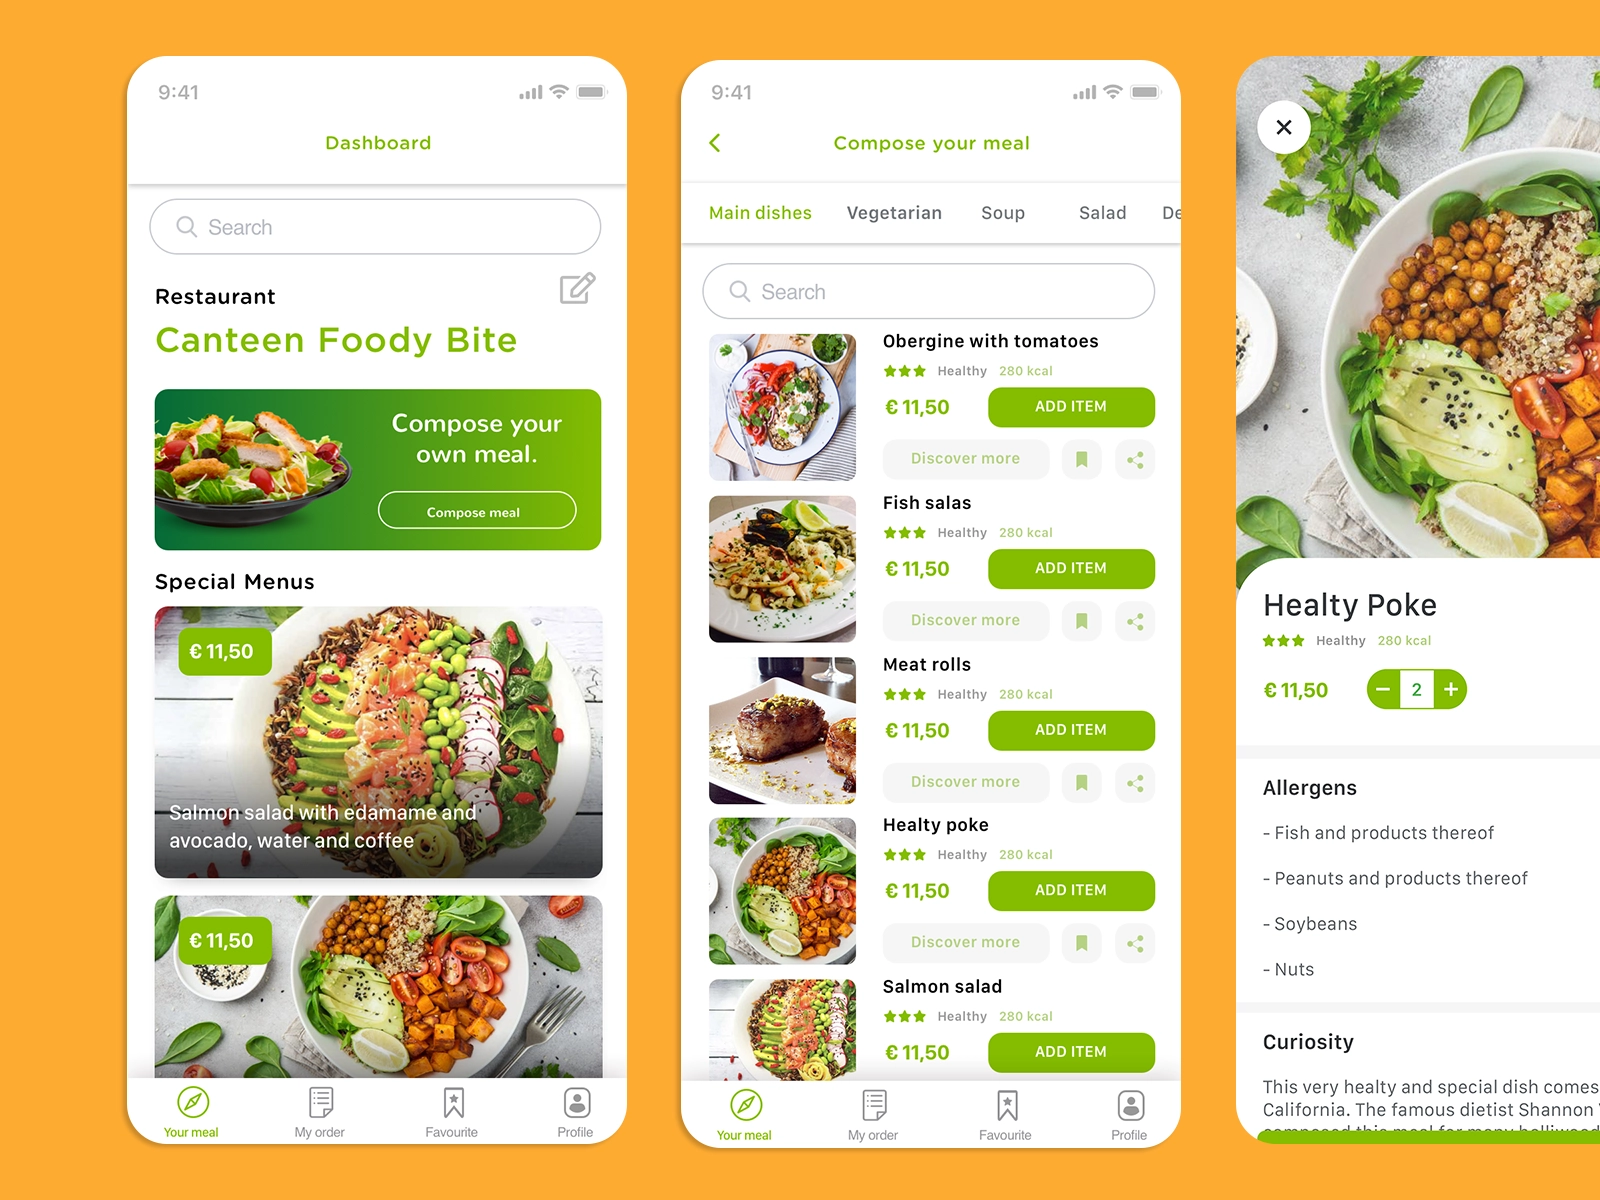 9:41
Dashboard
Search
Restaurant
Canteen Foody Bite
Compose your
own meal.
Compose meal
Special Menus
€ 11,50
Salmon salad with edamame and
avocado, water and coffee
€ 11,50
Your meal
My order
Favourite
Profile
9:41
Compose your meal
Main dishes
Vegetarian
Soup
Salad
De
Search
Obergine with tomatoes
Healthy
280 kcal
€ 11,50
ADD ITEM
Discover more
Fish salas
Healthy
280 kcal
€ 11,50
ADD ITEM
Discover more
Meat rolls
Healthy
280 kcal
€ 11,50
ADD ITEM
Discover more
Healty poke
Healthy
280 kcal
€ 11,50
ADD ITEM
Discover more
Salmon salad
Healthy
280 kcal
€ 11,50
ADD ITEM
Your meal
My order
Favourite
Profile
Healty Poke
Healthy
280 kcal
€ 11,50
2
Allergens
- Fish and products thereof
- Peanuts and products thereof
- Soybeans
- Nuts
Curiosity
This very healty and special dish comes
California. The famous dietist Shannon
composed this meal for many